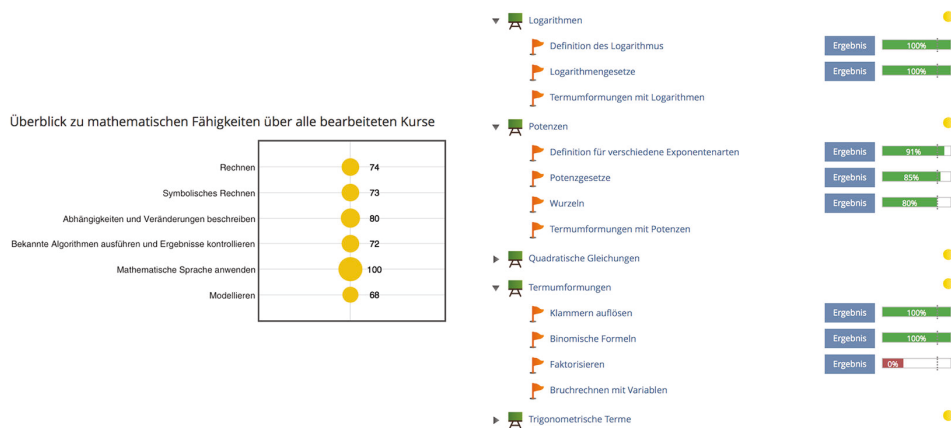 Überblick zu mathematischen Fähigkeiten über alle bearbeiteten Kurse
Rechnen 74
Symbolisches Rechnen 73
Abhängigkeiten und Veränderungen beschreiben 80
Bekannte Algorithmen ausführen und Ergebnisse kontrollieren 72
Mathematische Sprache anwenden 100
Modellieren 68
Logarithmen
Definition des Logarithmus Ergebnis 100%
Logarithmengesetze Ergebnis 100%
Termumformungen mit Logarithmen
Potenzen
Definition für verschiedene Exponentenarten Ergebnis 91%
Potenzgesetze Ergebnis 85%
Wurzeln Ergebnis 80%
Termumformungen mit Potenzen
Quadratische Gleichungen
Termumformungen
Klammern auflösen Ergebnis 100%
Binomische Formeln Ergebnis 100%
Faktorisieren Ergebnis 0%
Bruchrechnen mit Variablen
Trigonometrische Terme